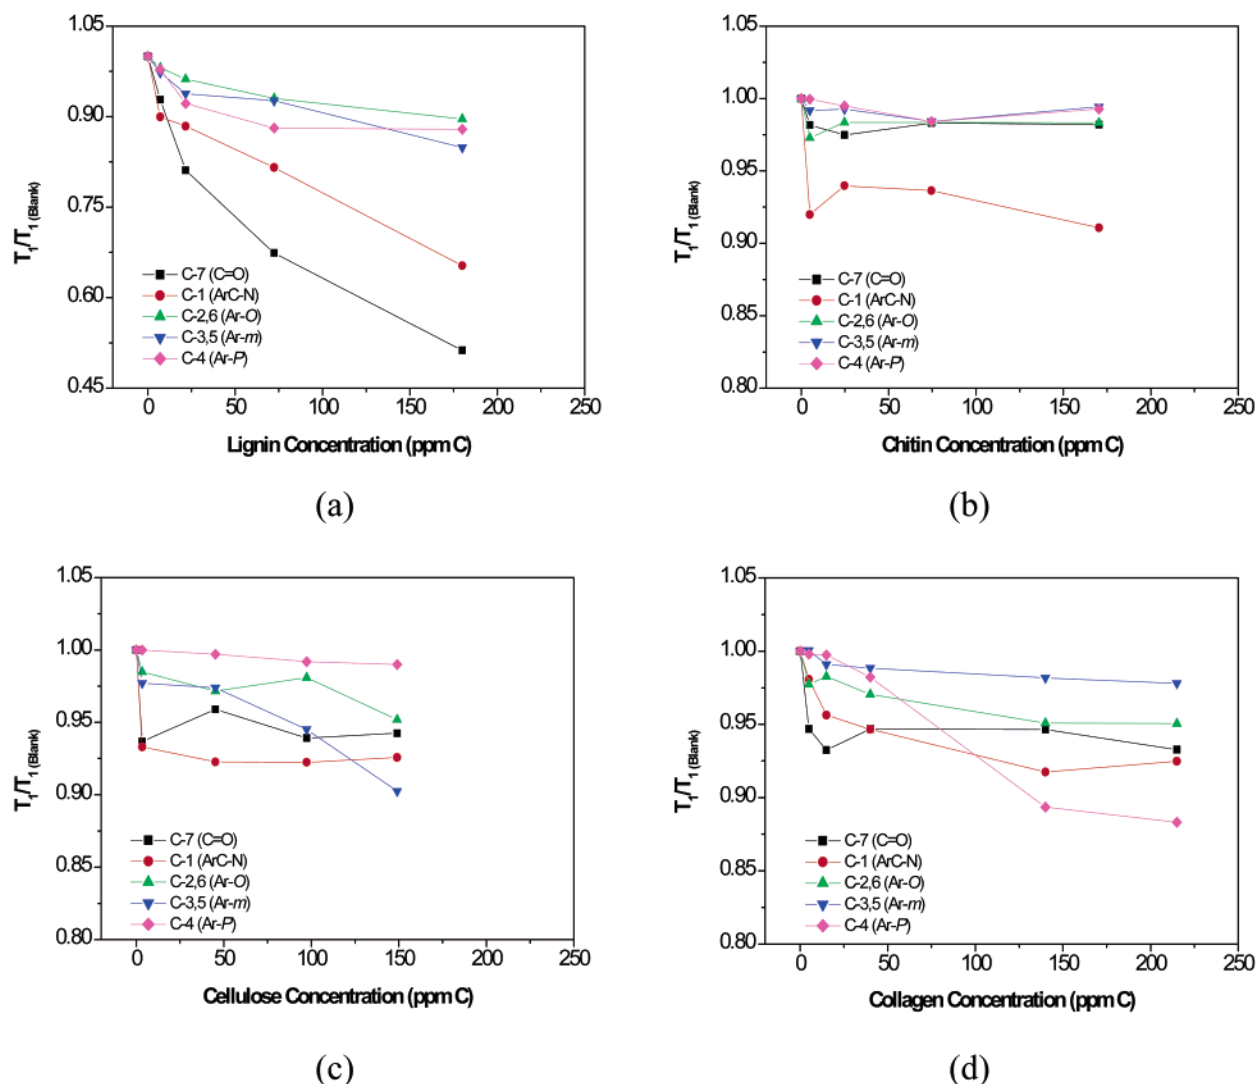 1.05
0.90
0.75
0.60
0.45
T1/T1 (Blank)
C-7 (C=O)
C-1 (ArC-N)
C-2,6 (Ar-O)
C-3,5 (Ar-m)
C-4 (Ar-P)
0 50 100 150 200 250
Lignin Concentration (ppm C)
(a)
1.05
1.00
0.95
0.90
0.85
0.80
T1/T1 (Blank)
C-7 (C=O)
C-1 (ArC-N)
C-2,6 (Ar-O)
C-3,5 (Ar-m)
C-4 (Ar-P)
0 50 100 150 200 250
Chitin Concentration (ppm C)
(b)
1.05
1.00
0.95
0.90
0.85
0.80
T1/T1 (Blank)
C-7 (C=O)
C-1 (ArC-N)
C-2,6 (Ar-O)
C-3,5 (Ar-m)
C-4 (Ar-P)
0 50 100 150 200 250
Cellulose Concentration (ppm C)
(c)
1.05
1.00
0.95
0.90
0.85
0.80
T1/T1 (Blank)
C-7 (C=O)
C-1 (ArC-N)
C-2,6 (Ar-O)
C-3,5 (Ar-m)
C-4 (Ar-P)
0 50 100 150 200 250
Collagen Concentration (ppm C)
(d)